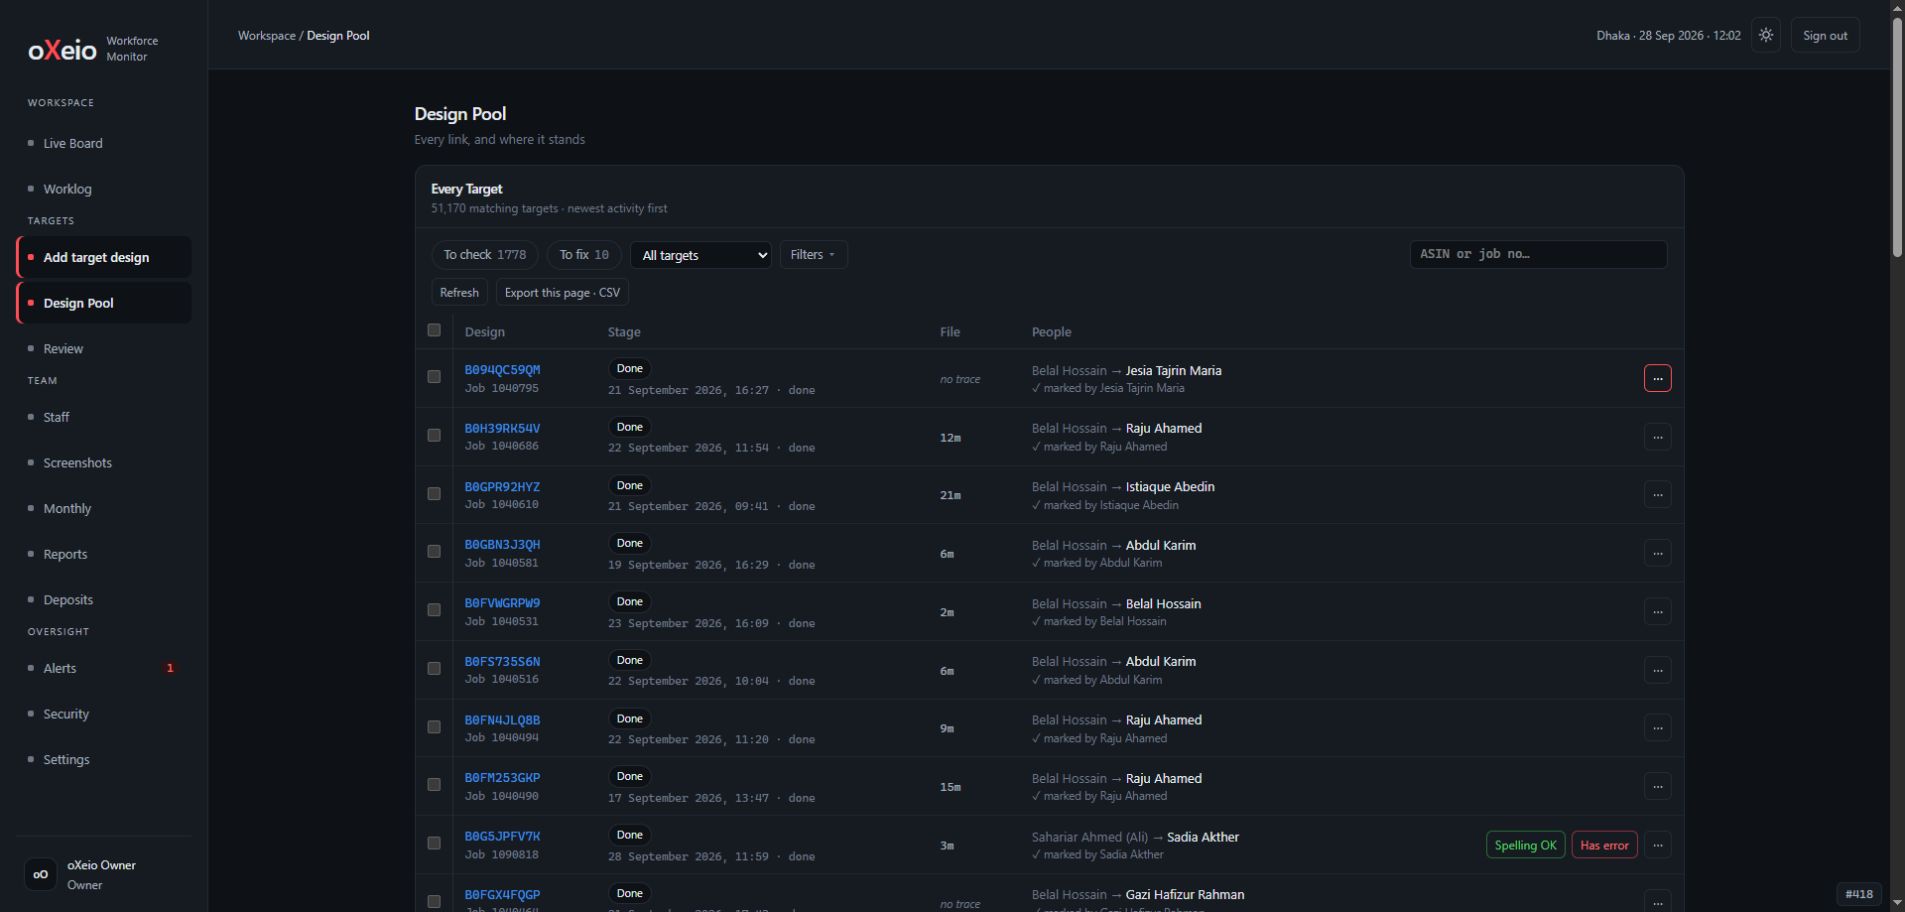 oXeio Workforce Monitor
WORKSPACE
Live Board
Worklog
TARGETS
Add target design
Design Pool
Review
TEAM
Staff
Screenshots
Monthly
Reports
Deposits
OVERSIGHT
Alerts 1
Security
Settings
oO oXeio Owner
Owner
Workspace / Design Pool
Dhaka · 28 Sep 2026 · 12:02 Sign out
Design Pool
Every link, and where it stands
Every Target
51,170 matching targets · newest activity first
To check 1778 To fix 10 All targets Filters ASIN or job no…
Refresh Export this page · CSV
Design Stage File People
B094QC59QM Done Belal Hossain → Jesia Tajrin Maria
Job 1040795 21 September 2026, 16:27 · done no trace ✓ marked by Jesia Tajrin Maria ...
B0H39RK54V Done Belal Hossain → Raju Ahamed
Job 1040686 22 September 2026, 11:54 · done 12m ✓ marked by Raju Ahamed ...
B0GPR92HYZ Done Belal Hossain → Istiaque Abedin
Job 1040610 21 September 2026, 09:41 · done 21m ✓ marked by Istiaque Abedin ...
B0GBN3J3QH Done Belal Hossain → Abdul Karim
Job 1040581 19 September 2026, 16:29 · done 6m ✓ marked by Abdul Karim ...
B0FVWGRPW9 Done Belal Hossain → Belal Hossain
Job 1040531 23 September 2026, 16:09 · done 2m ✓ marked by Belal Hossain ...
B0FS735S6N Done Belal Hossain → Abdul Karim
Job 1040516 22 September 2026, 10:04 · done 6m ✓ marked by Abdul Karim ...
B0FN4JLQ8B Done Belal Hossain → Raju Ahamed
Job 1040494 22 September 2026, 11:20 · done 9m ✓ marked by Raju Ahamed ...
B0FM253GKP Done Belal Hossain → Raju Ahamed
Job 1040490 17 September 2026, 13:47 · done 15m ✓ marked by Raju Ahamed ...
B0G5JPFV7K Done Sahariar Ahmed (Ali) → Sadia Akther
Job 1090818 28 September 2026, 11:59 · done 3m ✓ marked by Sadia Akther Spelling OK Has error ...
B0FGX4FQGP Done no trace Belal Hossain → Gazi Hafizur Rahman ...
#418